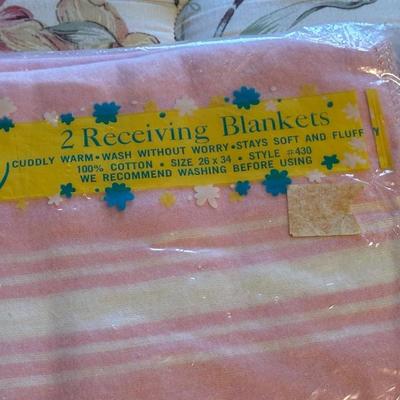 2 Receiving Blankets
CUDDLY WARM • WASH WITHOUT WORRY • STAYS SOFT AND FLUFFY
100% COTTON • SIZE 26 x 34 • STYLE #430
WE RECOMMEND WASHING BEFORE USING